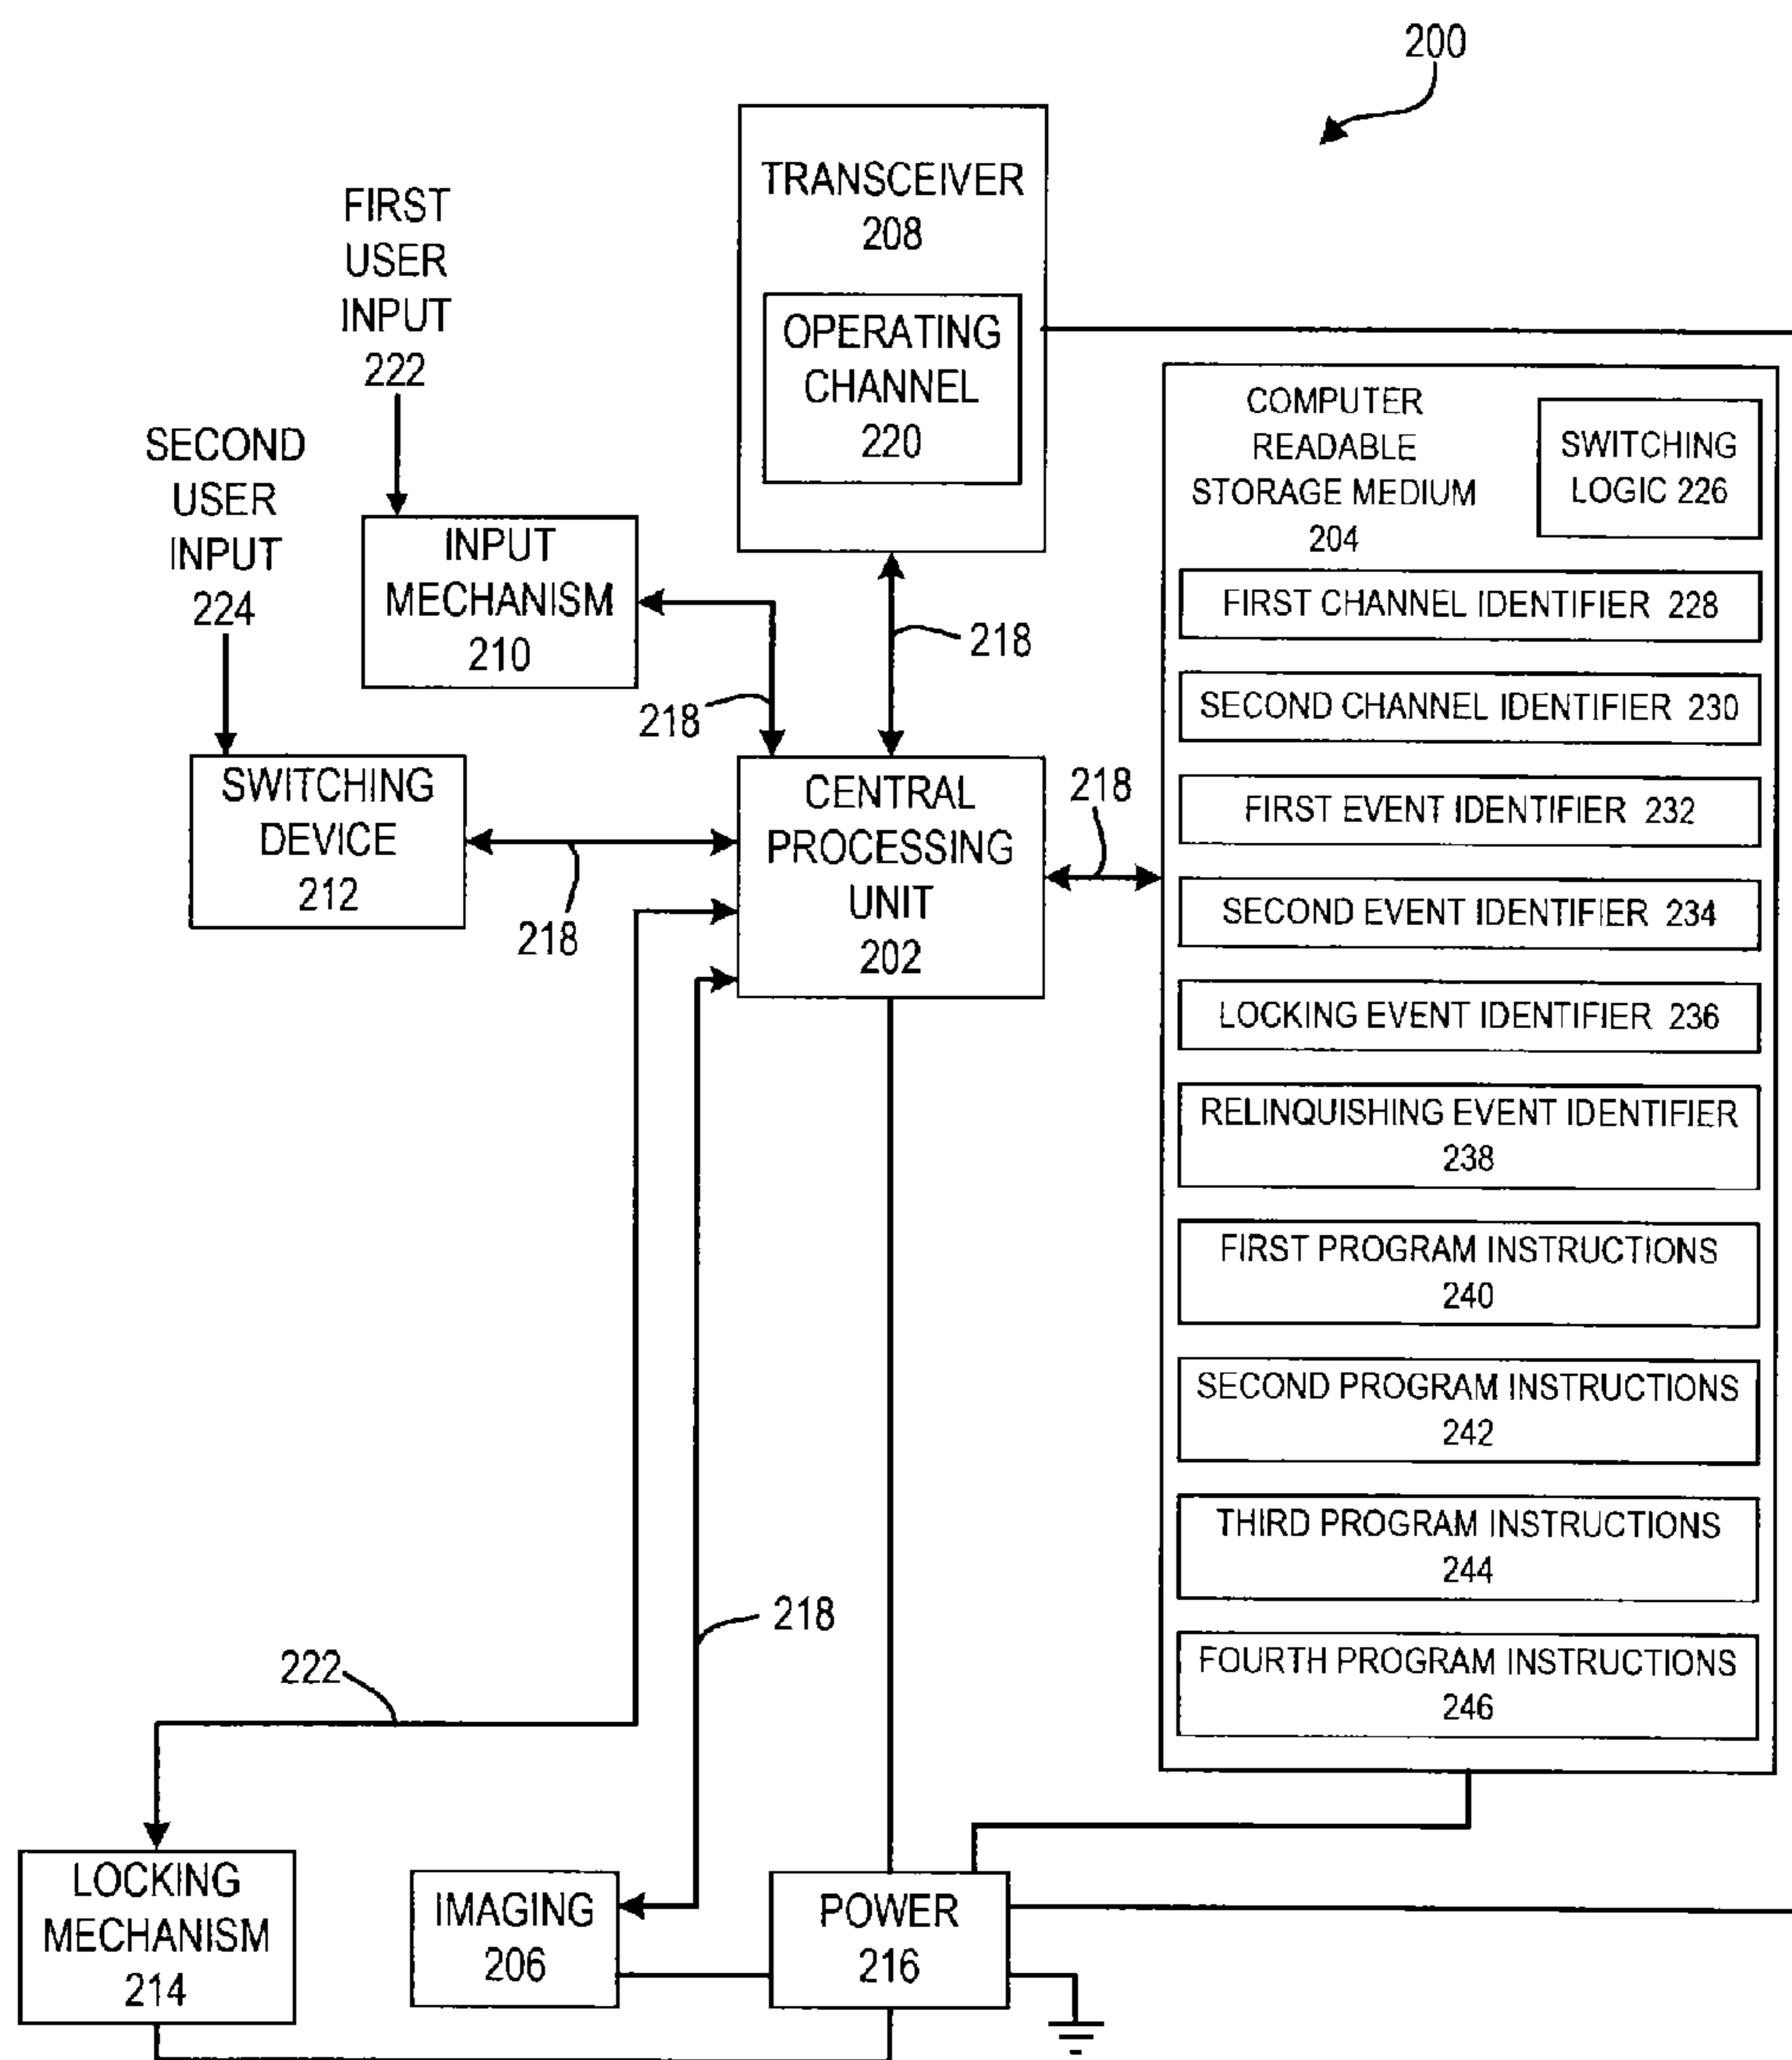 200
TRANSCEIVER
208
OPERATING
CHANNEL
220
FIRST
USER
INPUT
222
SECOND
USER
INPUT
224
INPUT
MECHANISM
210
218
218
SWITCHING
DEVICE
212
218
CENTRAL
PROCESSING
UNIT
202
218
COMPUTER
READABLE
STORAGE MEDIUM
204
SWITCHING
LOGIC 226
FIRST CHANNEL IDENTIFIER 228
SECOND CHANNEL IDENTIFIER 230
FIRST EVENT IDENTIFIER 232
SECOND EVENT IDENTIFIER 234
LOCKING EVENT IDENTIFIER 236
RELINQUISHING EVENT IDENTIFIER
238
FIRST PROGRAM INSTRUCTIONS
240
SECOND PROGRAM INSTRUCTIONS
242
THIRD PROGRAM INSTRUCTIONS
244
FOURTH PROGRAM INSTRUCTIONS
246
218
222
LOCKING
MECHANISM
214
IMAGING
206
POWER
216